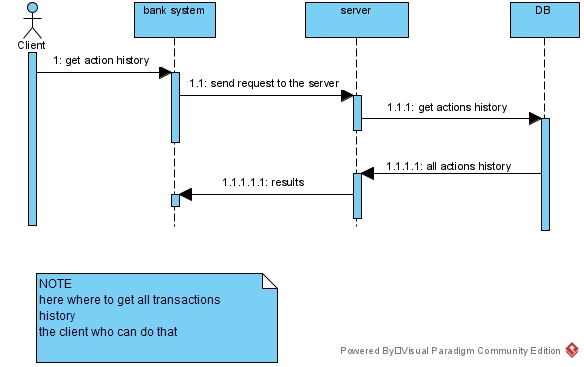 bank system
server
DB
Client
1: get action history
1.1: send request to the server
1.1.1: get actions history
1.1.1.1: all actions history
1.1.1.1.1: results
NOTE
here where to get all transactions
history
the client who can do that
Powered By Visual Paradigm Community Edition